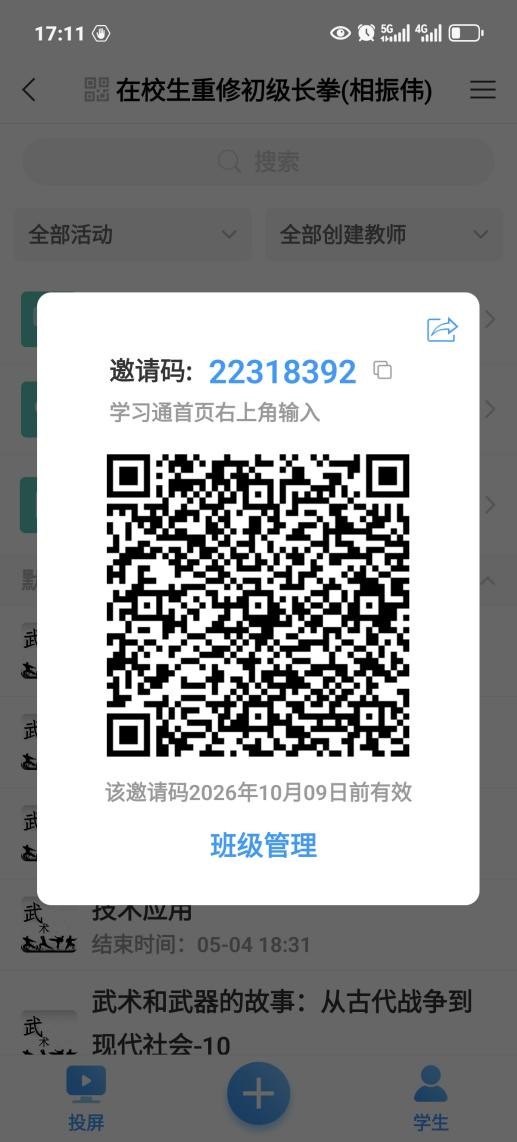 17:11
5G
4G
在校生重修初级长拳(相振伟)
搜索
全部活动
全部创建教师
邀请码: 22318392
学习通首页右上角输入
该邀请码2026年10月09日前有效
班级管理
技术应用
结束时间：05-04 18:31
武术和武器的故事：从古代战争到
现代社会-10
投屏
学生